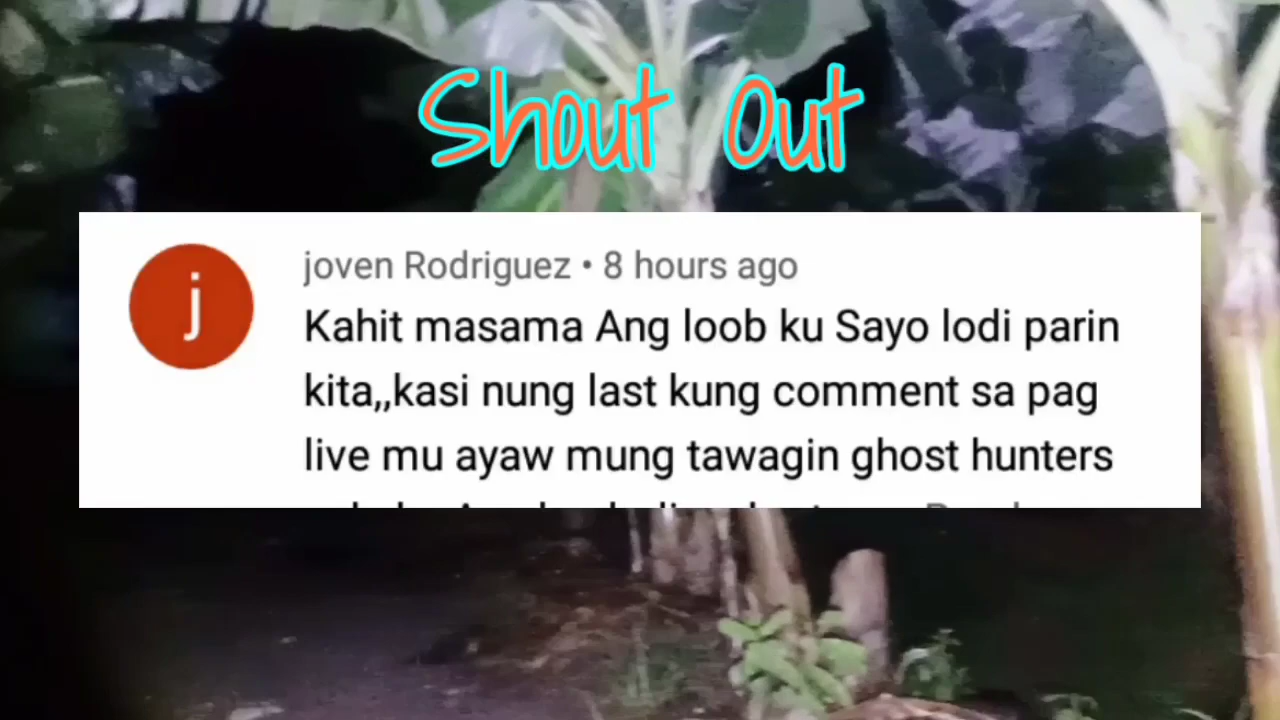 Shout Out
j
joven Rodriguez • 8 hours ago
Kahit masama Ang loob ku Sayo lodi parin
kita,,kasi nung last kung comment sa pag
live mu ayaw mung tawagin ghost hunters